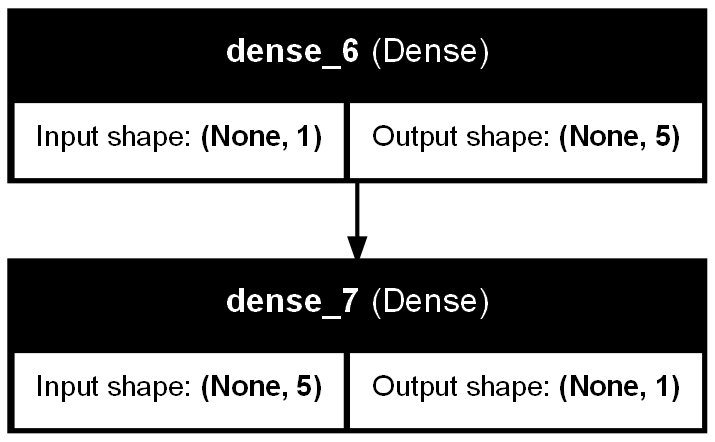 dense_6 (Dense)
Input shape: (None, 1) Output shape: (None, 5)
dense_7 (Dense)
Input shape: (None, 5) Output shape: (None, 1)